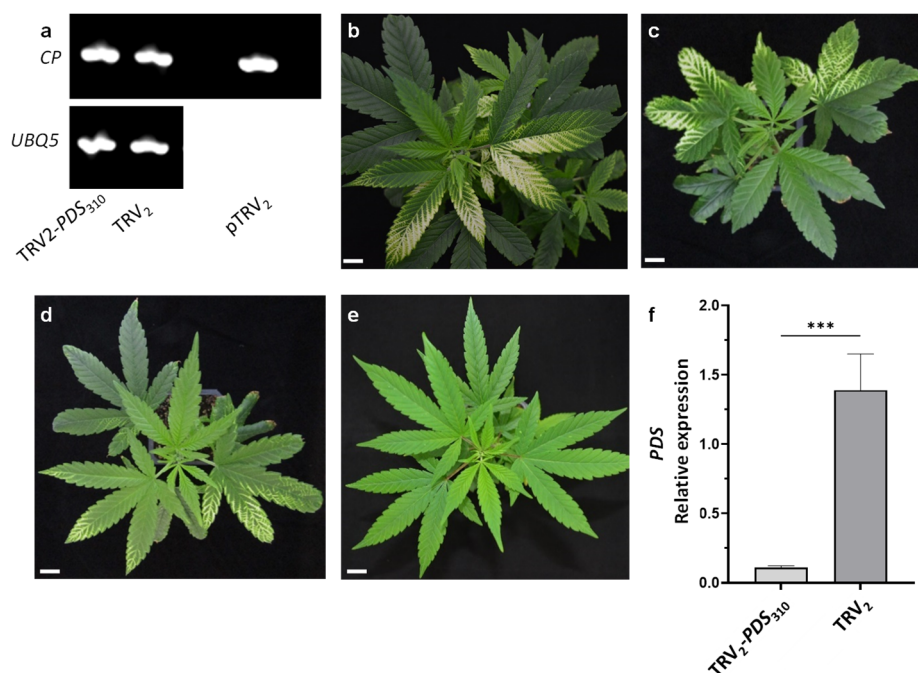 a
CP
UBQ5
TRV2-PDS310
TRV2
pTRV2
b
c
d
e
f
2.0
1.5
1.0
0.5
0.0
PDS
Relative expression
***
TRV2-PDS310
TRV2